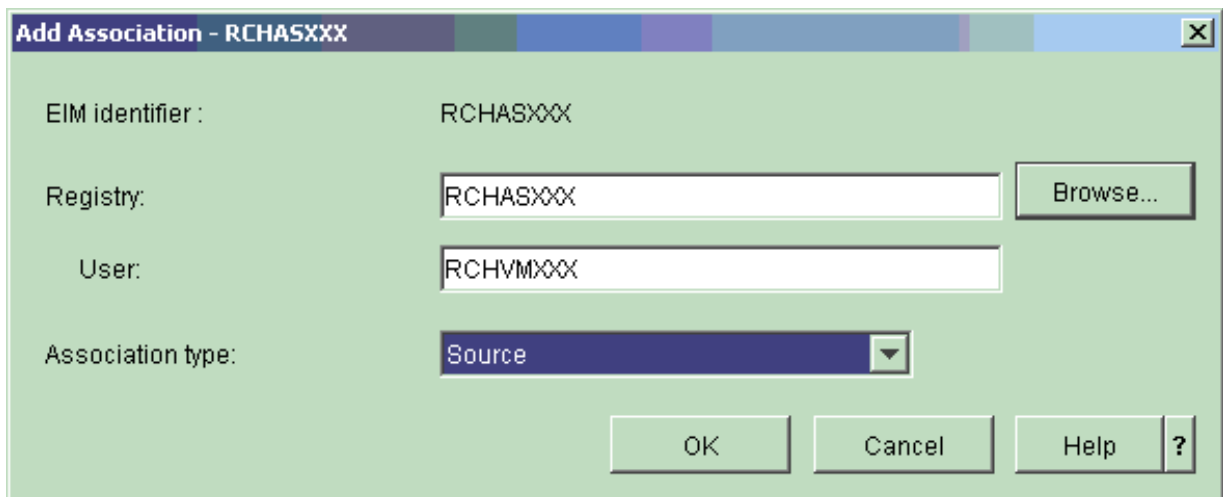 Add Association - RCHASXXX
EIM identifier : RCHASXXX
Registry: RCHASXXX Browse...
User: RCHVMXXX
Association type: Source
OK Cancel Help ?